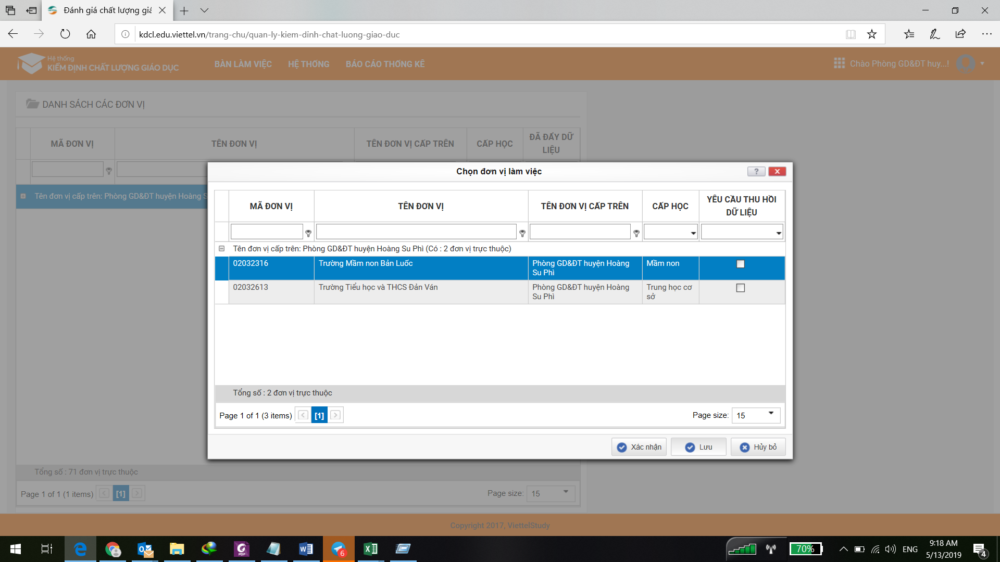 Đánh giá chất lượng giá
kdcl.edu.viettel.vn/trang-chu/quan-ly-kiem-dinh-chat-luong-giao-duc
Hệ thống
KIỂM ĐỊNH CHẤT LƯỢNG GIÁO DỤC
BÀN LÀM VIỆC
HỆ THỐNG
BÁO CÁO THỐNG KÊ
Chào Phòng GD&ĐT huy...!
DANH SÁCH CÁC ĐƠN VỊ
MÃ ĐƠN VỊ
TÊN ĐƠN VỊ
TÊN ĐƠN VỊ CẤP TRÊN
CẤP HỌC
ĐÃ ĐẨY DỮ
LIỆU
Tên đơn vị cấp trên: Phòng GD&ĐT huyện Hoàng S
Chọn đơn vị làm việc
?
MÃ ĐƠN VỊ
TÊN ĐƠN VỊ
TÊN ĐƠN VỊ CẤP TRÊN
CẤP HỌC
YÊU CẦU THU HỒI
DỮ LIỆU
Tên đơn vị cấp trên: Phòng GD&ĐT huyện Hoàng Su Phì (Có : 2 đơn vị trực thuộc)
02032316
Trường Mầm non Bản Luốc
Phòng GD&ĐT huyện Hoàng
Su Phì
Mầm non
02032613
Trường Tiểu học và THCS Đản Ván
Phòng GD&ĐT huyện Hoàng
Su Phì
Trung học cơ
sở
Tổng số : 2 đơn vị trực thuộc
Page 1 of 1 (3 items)
[1]
Page size:
15
Xác nhận
Lưu
Hủy bỏ
Tổng số : 71 đơn vị trực thuộc
Page 1 of 1 (1 items)
[1]
Page size:
15
Copyright 2017, ViettelStudy
6
70%
ENG
9:18 AM
5/13/2019
4